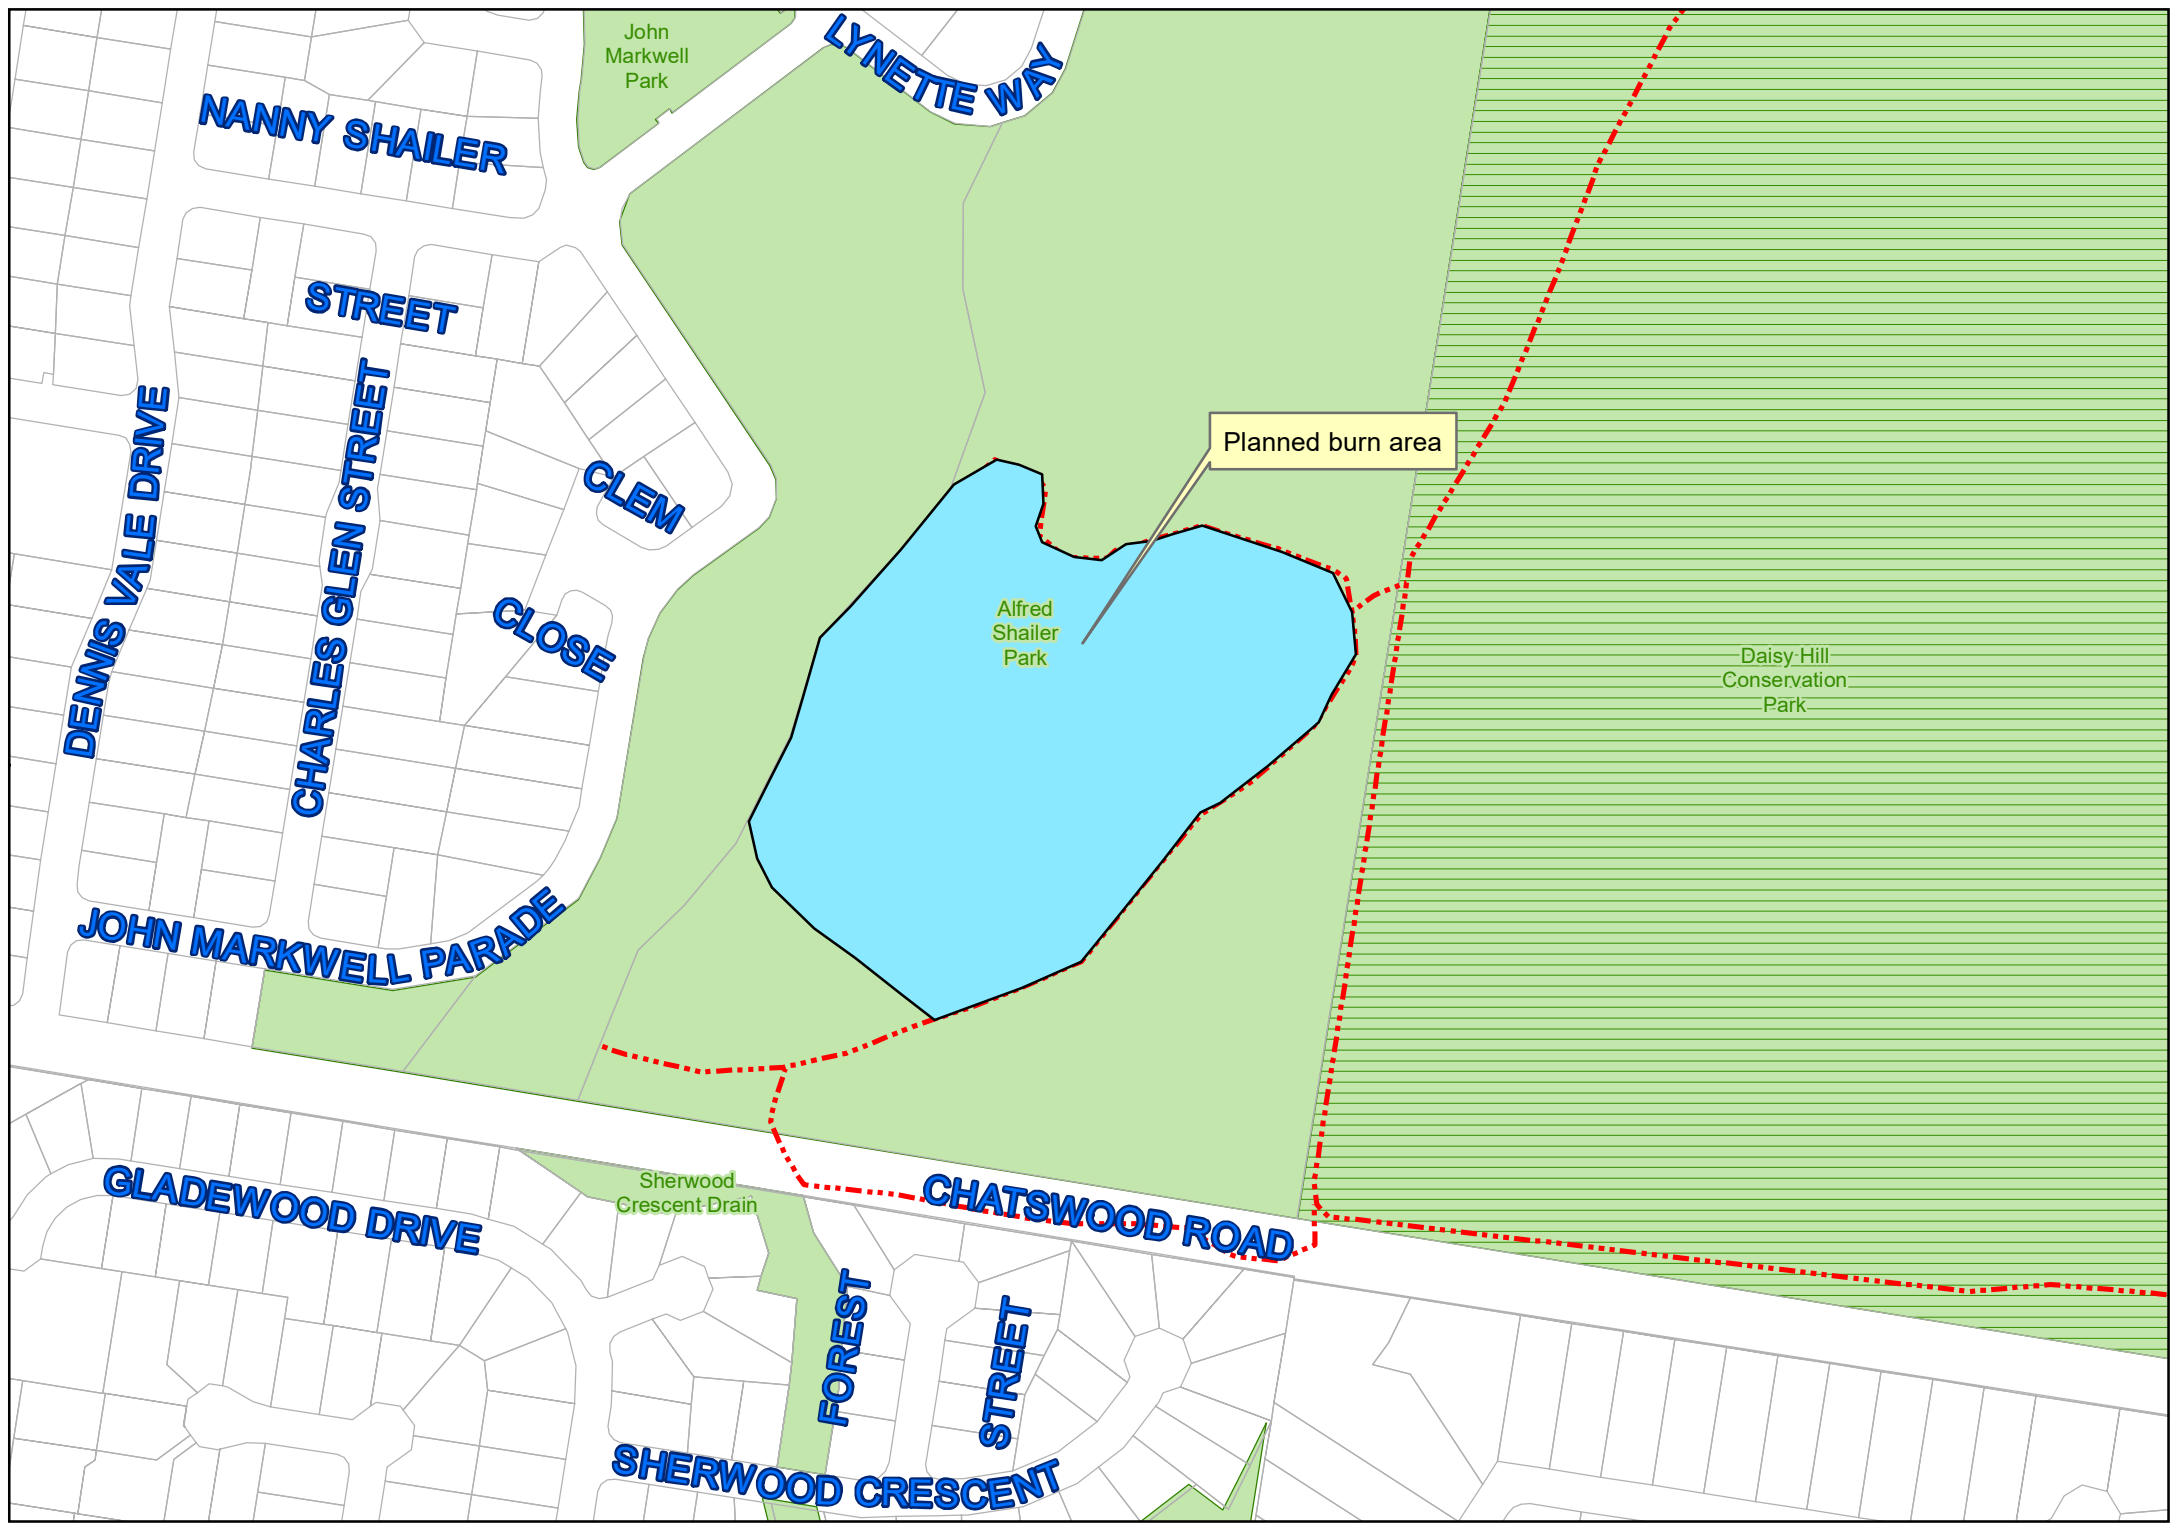 John
Markwell
Park
LYNETTE WAY
NANNY SHAILER
STREET
DENNIS VALE DRIVE
CHARLES GLEN STREET
CLEM
CLOSE
Planned burn area
Alfred
Shailer
Park
Daisy Hill
Conservation
Park
JOHN MARKWELL PARADE
GLADEWOOD DRIVE
Sherwood
Crescent Drain
CHATSWOOD ROAD
FOREST
STREET
SHERWOOD CRESCENT